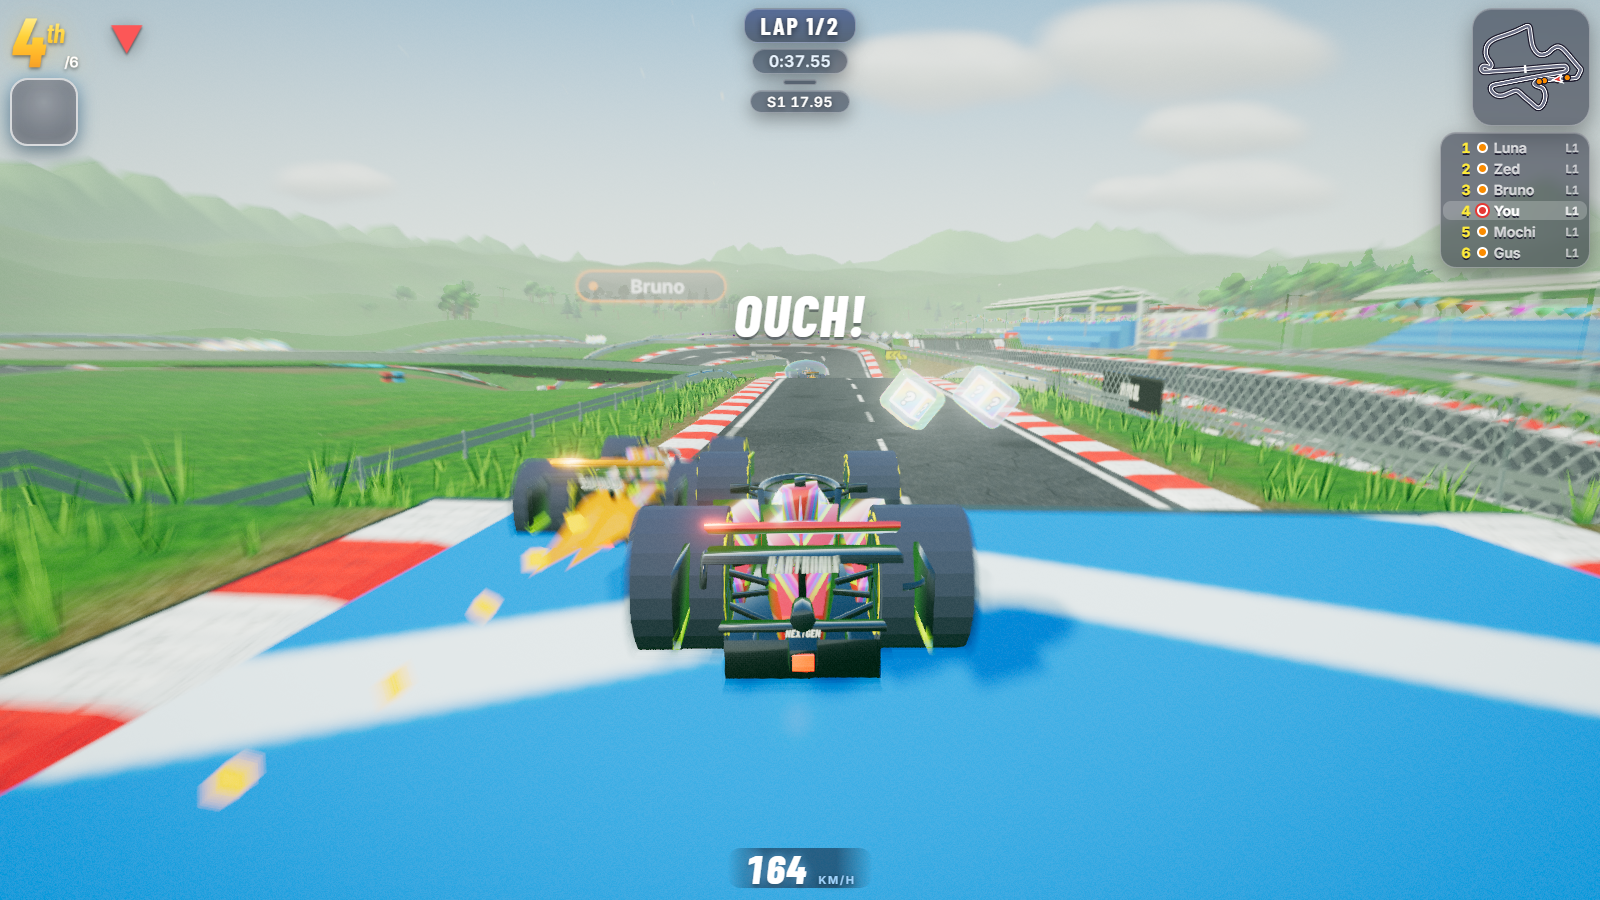 4th
/6
LAP 1/2
0:37.55
S1 17.95
1 Luna L1
2 Zed L1
3 Bruno L1
4 You L1
5 Mochi L1
6 Gus L1
Bruno
OUCH!
? ?
NEXTGEN
164 KM/H